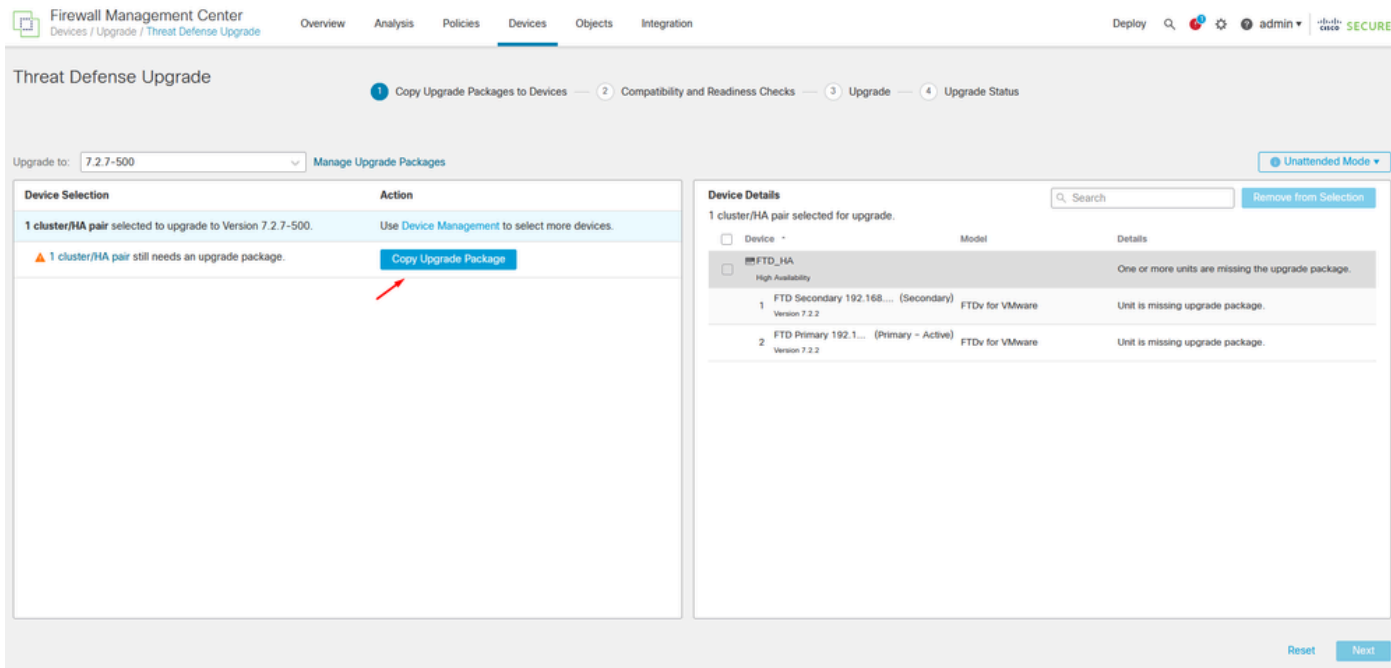 Firewall Management Center
Devices / Upgrade / Threat Defense Upgrade
Overview Analysis Policies Devices Objects Integration
Deploy 1 admin cisco SECURE
Threat Defense Upgrade
1 Copy Upgrade Packages to Devices 2 Compatibility and Readiness Checks 3 Upgrade 4 Upgrade Status
Upgrade to: 7.2.7-500 Manage Upgrade Packages
Unattended Mode
Device Selection Action
1 cluster/HA pair selected to upgrade to Version 7.2.7-500. Use Device Management to select more devices.
1 cluster/HA pair still needs an upgrade package. Copy Upgrade Package
Device Details Search Remove from Selection
1 cluster/HA pair selected for upgrade.
Device Model Details
FTD_HA
High Availability
One or more units are missing the upgrade package.
1 FTD Secondary 192.168.... (Secondary) FTDv for VMware Unit is missing upgrade package.
Version 7.2.2
2 FTD Primary 192.1... (Primary - Active) FTDv for VMware Unit is missing upgrade package.
Version 7.2.2
Reset Next